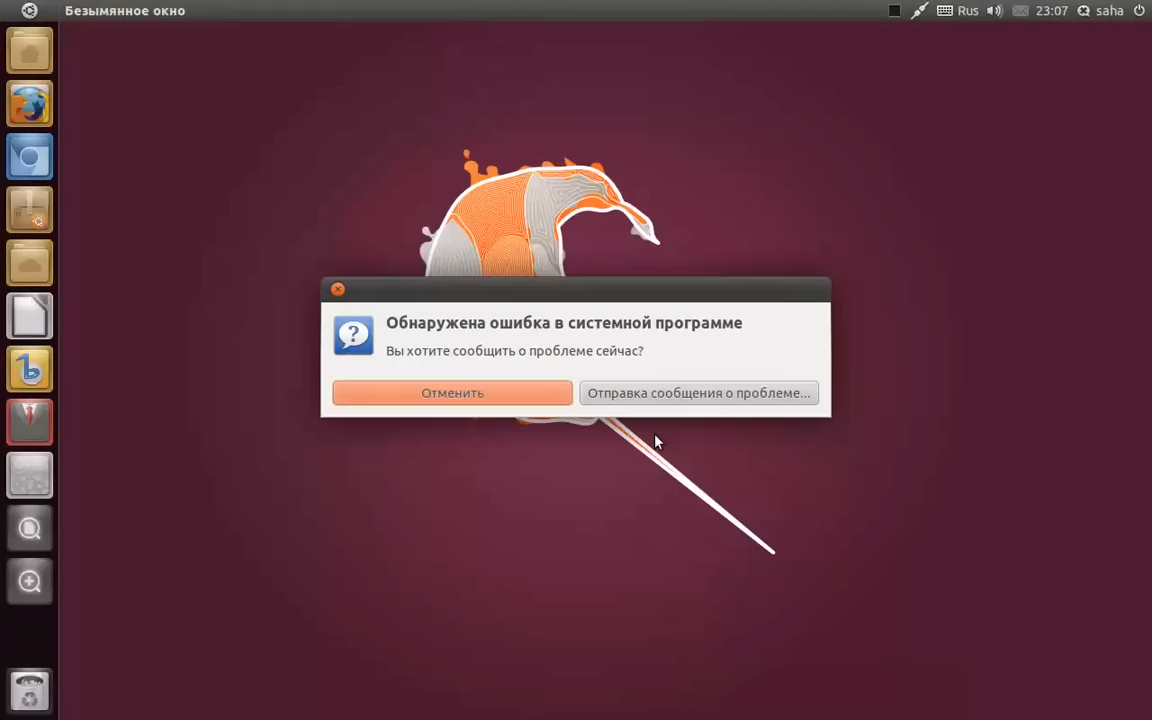 Безымянное окно
Rus 23:07 saha
Обнаружена ошибка в системной программе
Вы хотите сообщить о проблеме сейчас?
Отменить Отправка сообщения о проблеме...